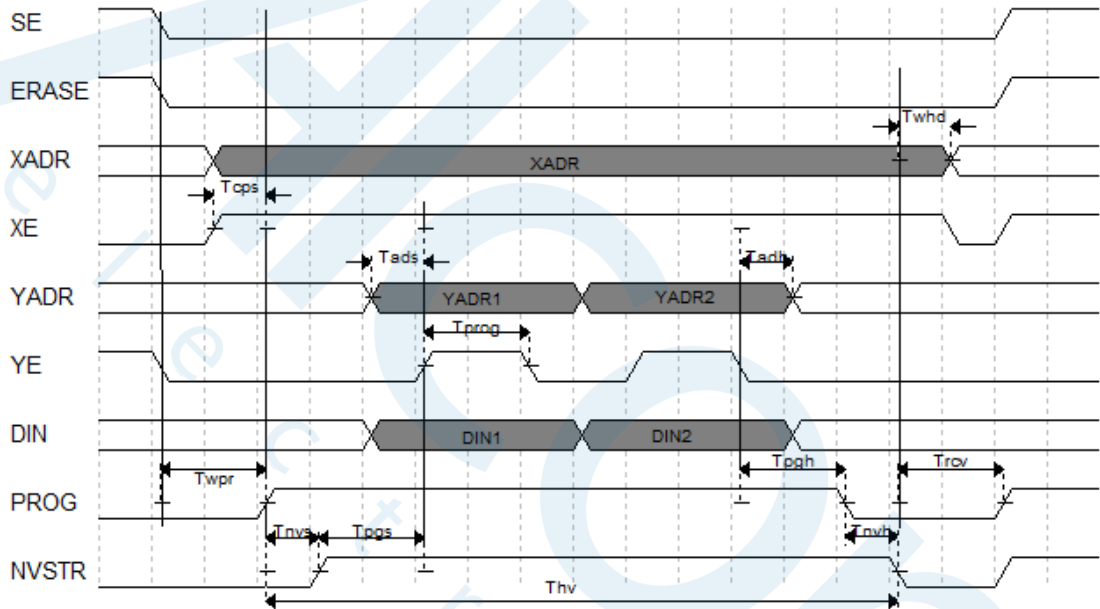 SE
ERASE
Twhd
XADR
XADR
Tcps
XE
Tads
Tadh
YADR
YADR1
YADR2
Tprog
YE
DIN
DIN1
DIN2
Twpr
Tpgh
Trcv
PROG
Tnvs
Tpgs
Tnvh
NVSTR
Thv